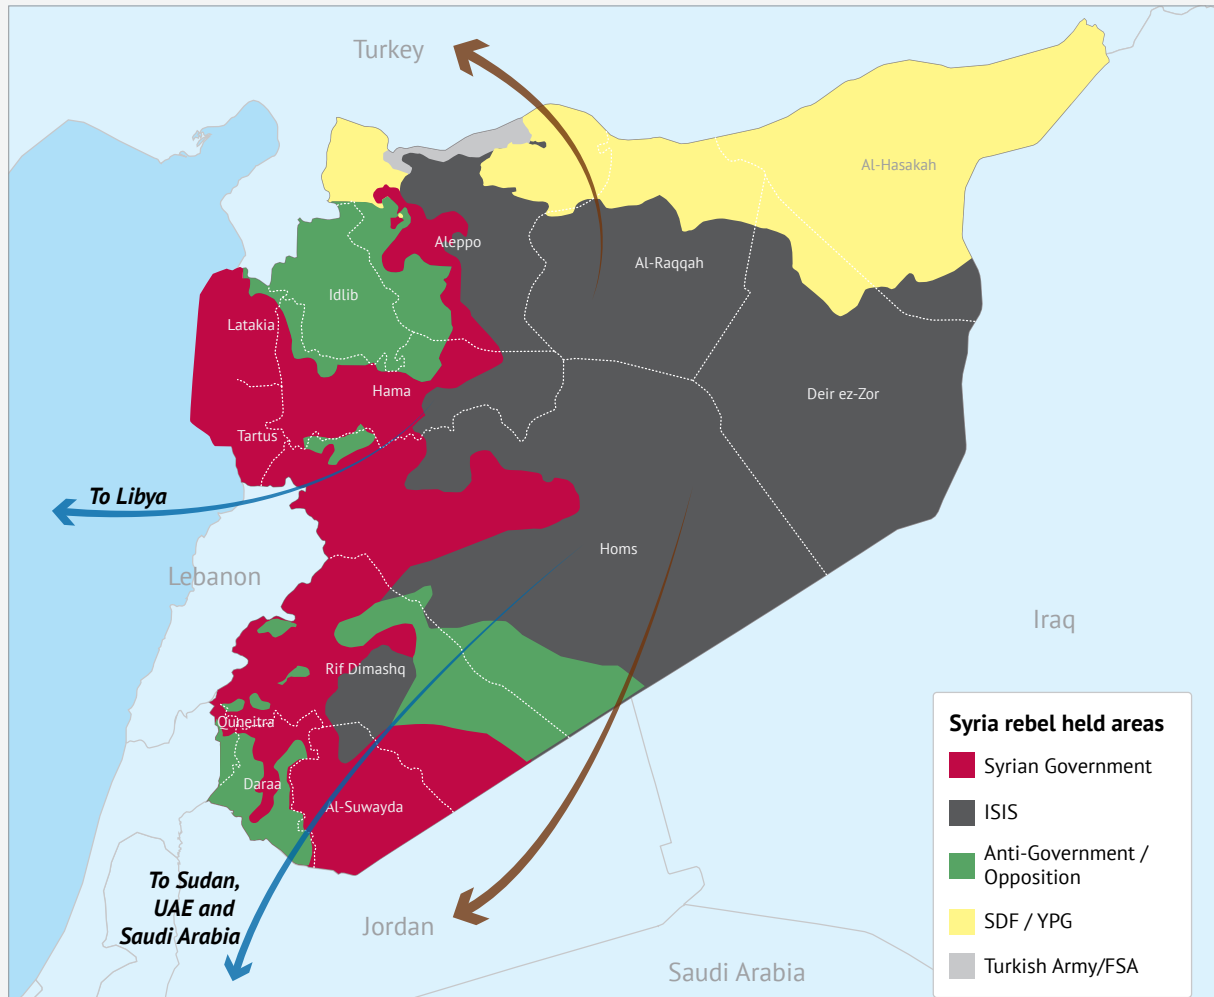 Turkey
Al-Hasakah
Aleppo
Al-Raqqah
Idlib
Latakia
Hama
Deir ez-Zor
Tartus
To Libya
Homs
Lebanon
Iraq
Rif Dimashq
Quneitra
Daraa
Al-Suwayda
To Sudan,
UAE and
Saudi Arabia
Jordan
Saudi Arabia
Syria rebel held areas
Syrian Government
ISIS
Anti-Government /
Opposition
SDF / YPG
Turkish Army/FSA